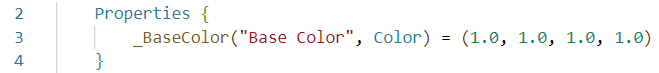 2 Properties {
3 _BaseColor("Base Color", Color) = (1.0, 1.0, 1.0, 1.0)
4 }